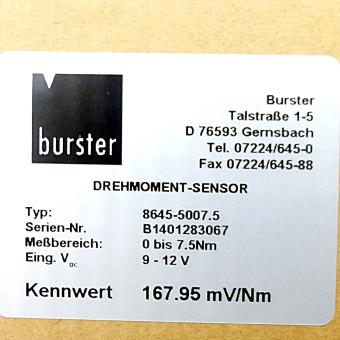 burster
Burster
Talstraße 1-5
D 76593 Gernsbach
Tel. 07224/645-0
Fax 07224/645-88
DREHMOMENT-SENSOR
Typ: 8645-5007.5
Serien-Nr. B1401283067
Meßbereich: 0 bis 7.5Nm
Eing. V_DC 9 - 12 V
Kennwert 167.95 mV/Nm